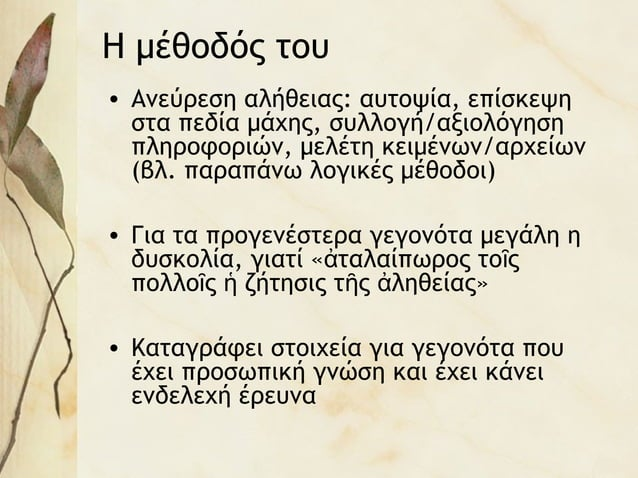 Η μέθοδός του
• Ανεύρεση αλήθειας: αυτοψία, επίσκεψη
στα πεδία μάχης, συλλογή/αξιολόγηση
πληροφοριών, μελέτη κειμένων/αρχείων
(βλ. παραπάνω λογικές μέθοδοι)
• Για τα προγενέστερα γεγονότα μεγάλη η
δυσκολία, γιατί «ἀταλαίπωρος τοῖς
πολλοῖς ἡ ζήτησις τῆς ἀληθείας»
• Καταγράφει στοιχεία για γεγονότα που
έχει προσωπική γνώση και έχει κάνει
ενδελεχή έρευνα